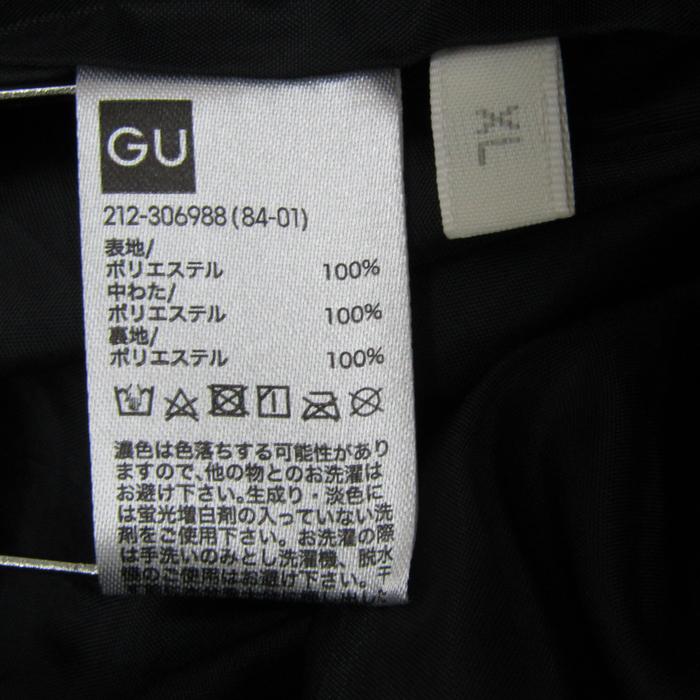 GU
XL
212-306988 (84-01)
表地/
ポリエステル 100%
中わた/
ポリエステル 100%
裏地/
ポリエステル 100%
濃色は色落ちする可能性があり
ますので、他の物とのお洗濯は
お避け下さい。生成り・淡色に
は蛍光増白剤の入っていない洗
剤をご使用下さい。お洗濯の際
は手洗いのみとし洗濯機、脱水
機のご使用はお避け下さい。干